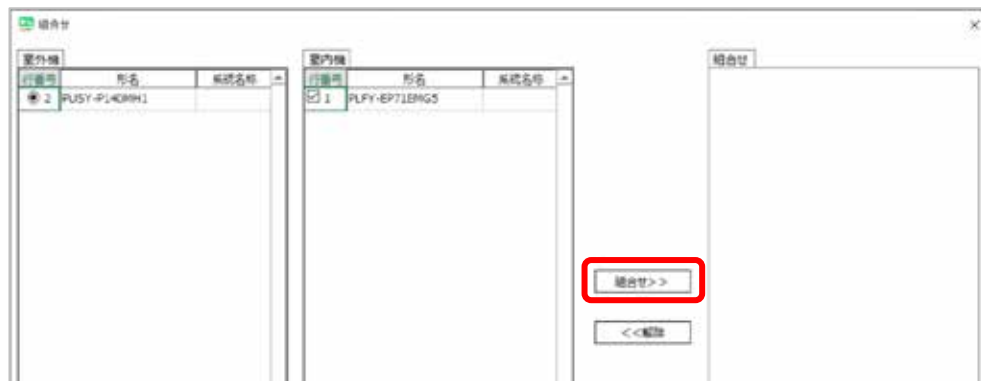 組合せ
室外機
行番号 形名 系統名称
2 PUSY-P140MH1
室内機
行番号 形名 系統名称
1 PLFY-EP71BMG5
組合せ
組合せ>>
<<解除